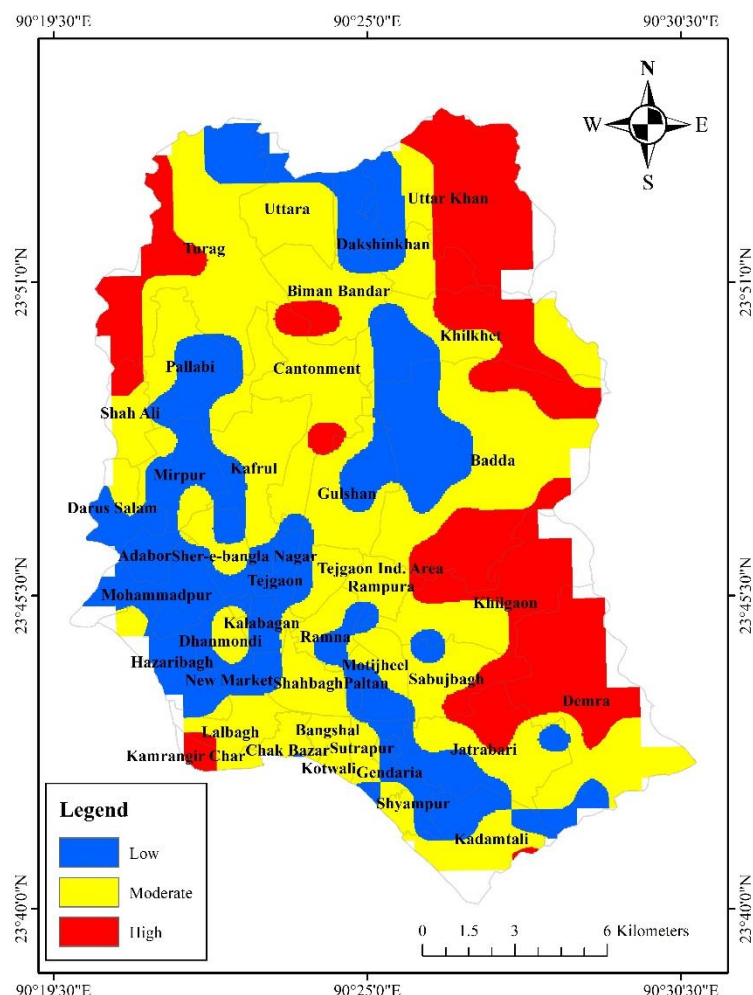 90°19'30"E 90°25'0"E 90°30'30"E
N
W E
S
23°51'0"N 23°51'0"N
23°45'30"N 23°45'30"N
23°40'0"N 23°40'0"N
Uttar Khan
Uttara
Dakshinkhan
Turag
Biman Bandar
Khilkhet
Pallabi
Cantonment
Shah Ali
Badda
Kafrul
Mirpur
Gulshan
Darus Salam
Adabor
Sher-e-bangla Nagar
Tejgaon Ind. Area
Tejgaon
Rampura
Mohammadpur
Khilgaon
Kalabagan
Ramna
Dhanmondi
Hazaribagh
Motijheel
New Market
Shahbagh
Paltan
Sabujbagh
Demra
Lalbagh
Bangshal
Kamrangir Char
Chak Bazar
Sutrapur
Jatrabari
Kotwali
Gendaria
Shyampur
Kadamtali
Legend
Low
Moderate
High
0 1.5 3 6 Kilometers
90°19'30"E 90°25'0"E 90°30'30"E